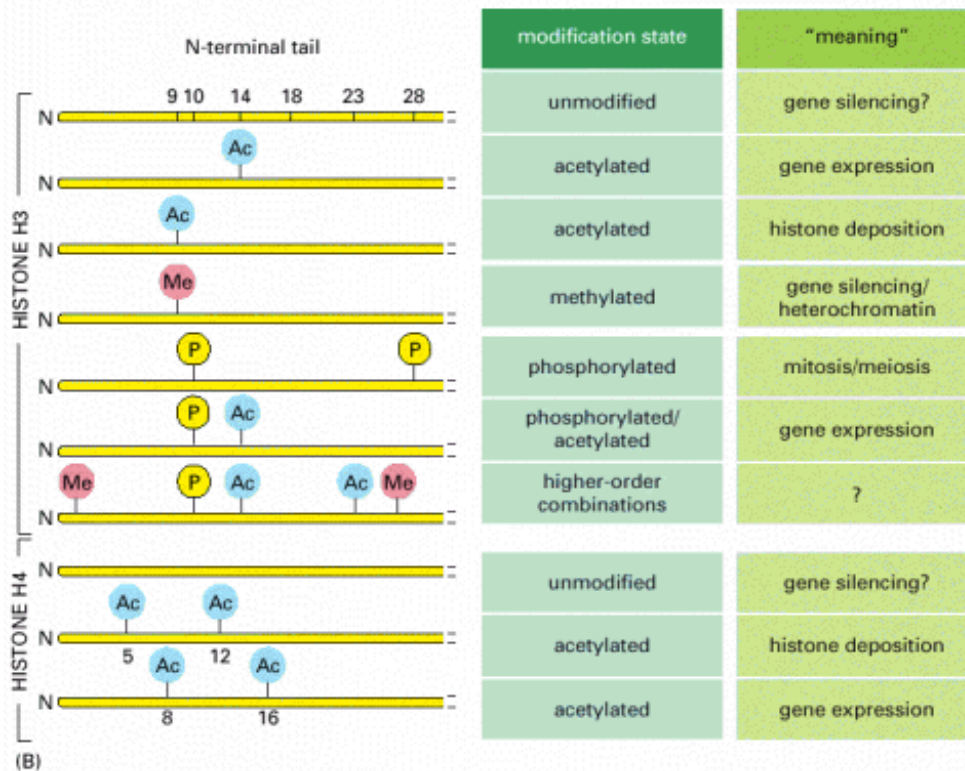 N-terminal tail
modification state
“meaning”
HISTONE H3
9 10 14 18 23 28
N
unmodified
gene silencing?
Ac
N
acetylated
gene expression
Ac
N
acetylated
histone deposition
Me
N
methylated
gene silencing/
heterochromatin
P P
N
phosphorylated
mitosis/meiosis
P Ac
N
phosphorylated/
acetylated
gene expression
Me P Ac Ac Me
N
higher-order
combinations
?
HISTONE H4
N
unmodified
gene silencing?
Ac Ac
N
5 12
acetylated
histone deposition
Ac Ac
N
8 16
acetylated
gene expression
(B)